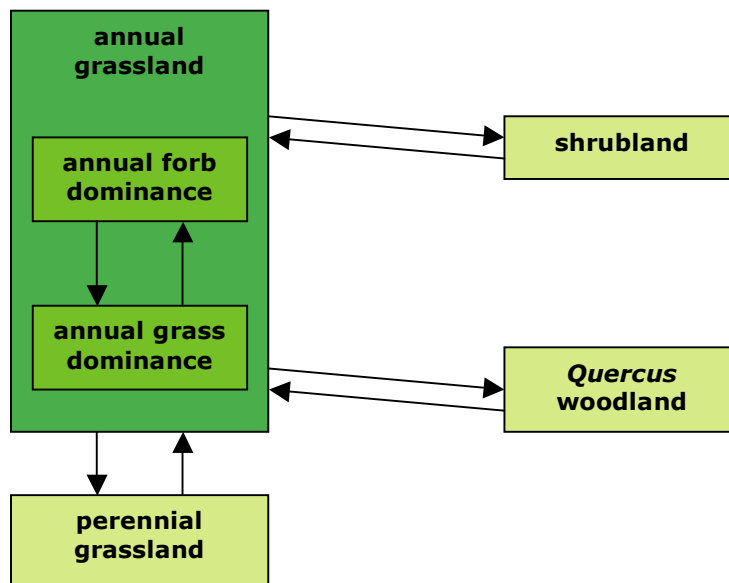 annual
grassland
annual forb
dominance
annual grass
dominance
shrubland
Quercus
woodland
perennial
grassland